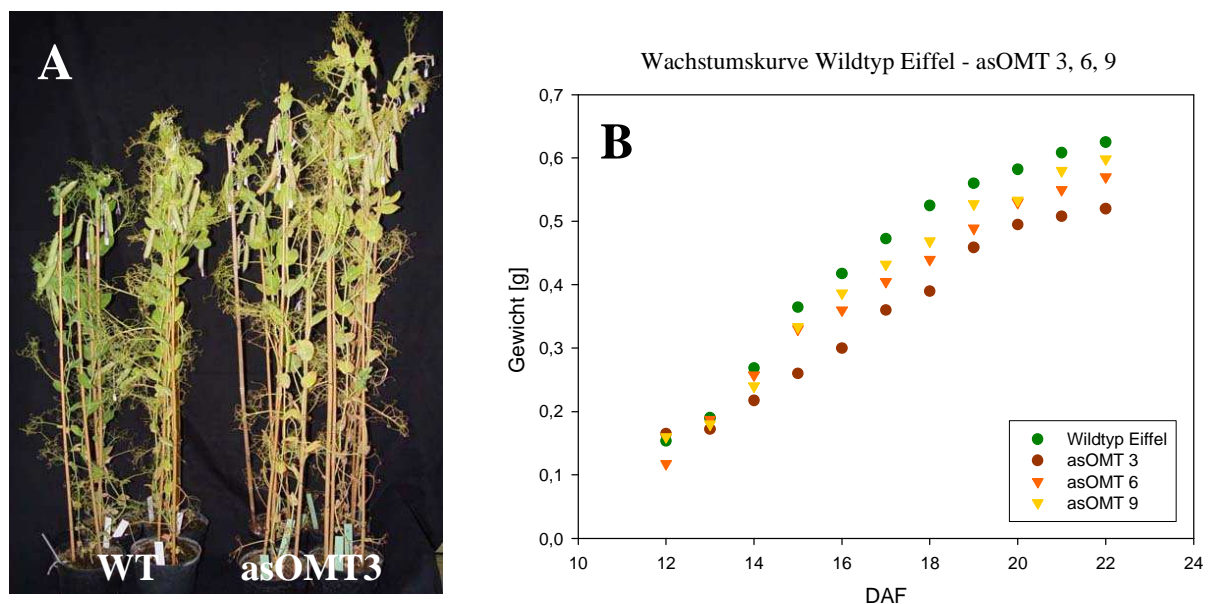 A
WT
asOMT3
Wachstumskurve Wildtyp Eiffel - asOMT 3, 6, 9
B
Gewicht [g]
0,7
0,6
0,5
0,4
0,3
0,2
0,1
0,0
Wildtyp Eiffel
asOMT 3
asOMT 6
asOMT 9
10 12 14 16 18 20 22 24
DAF